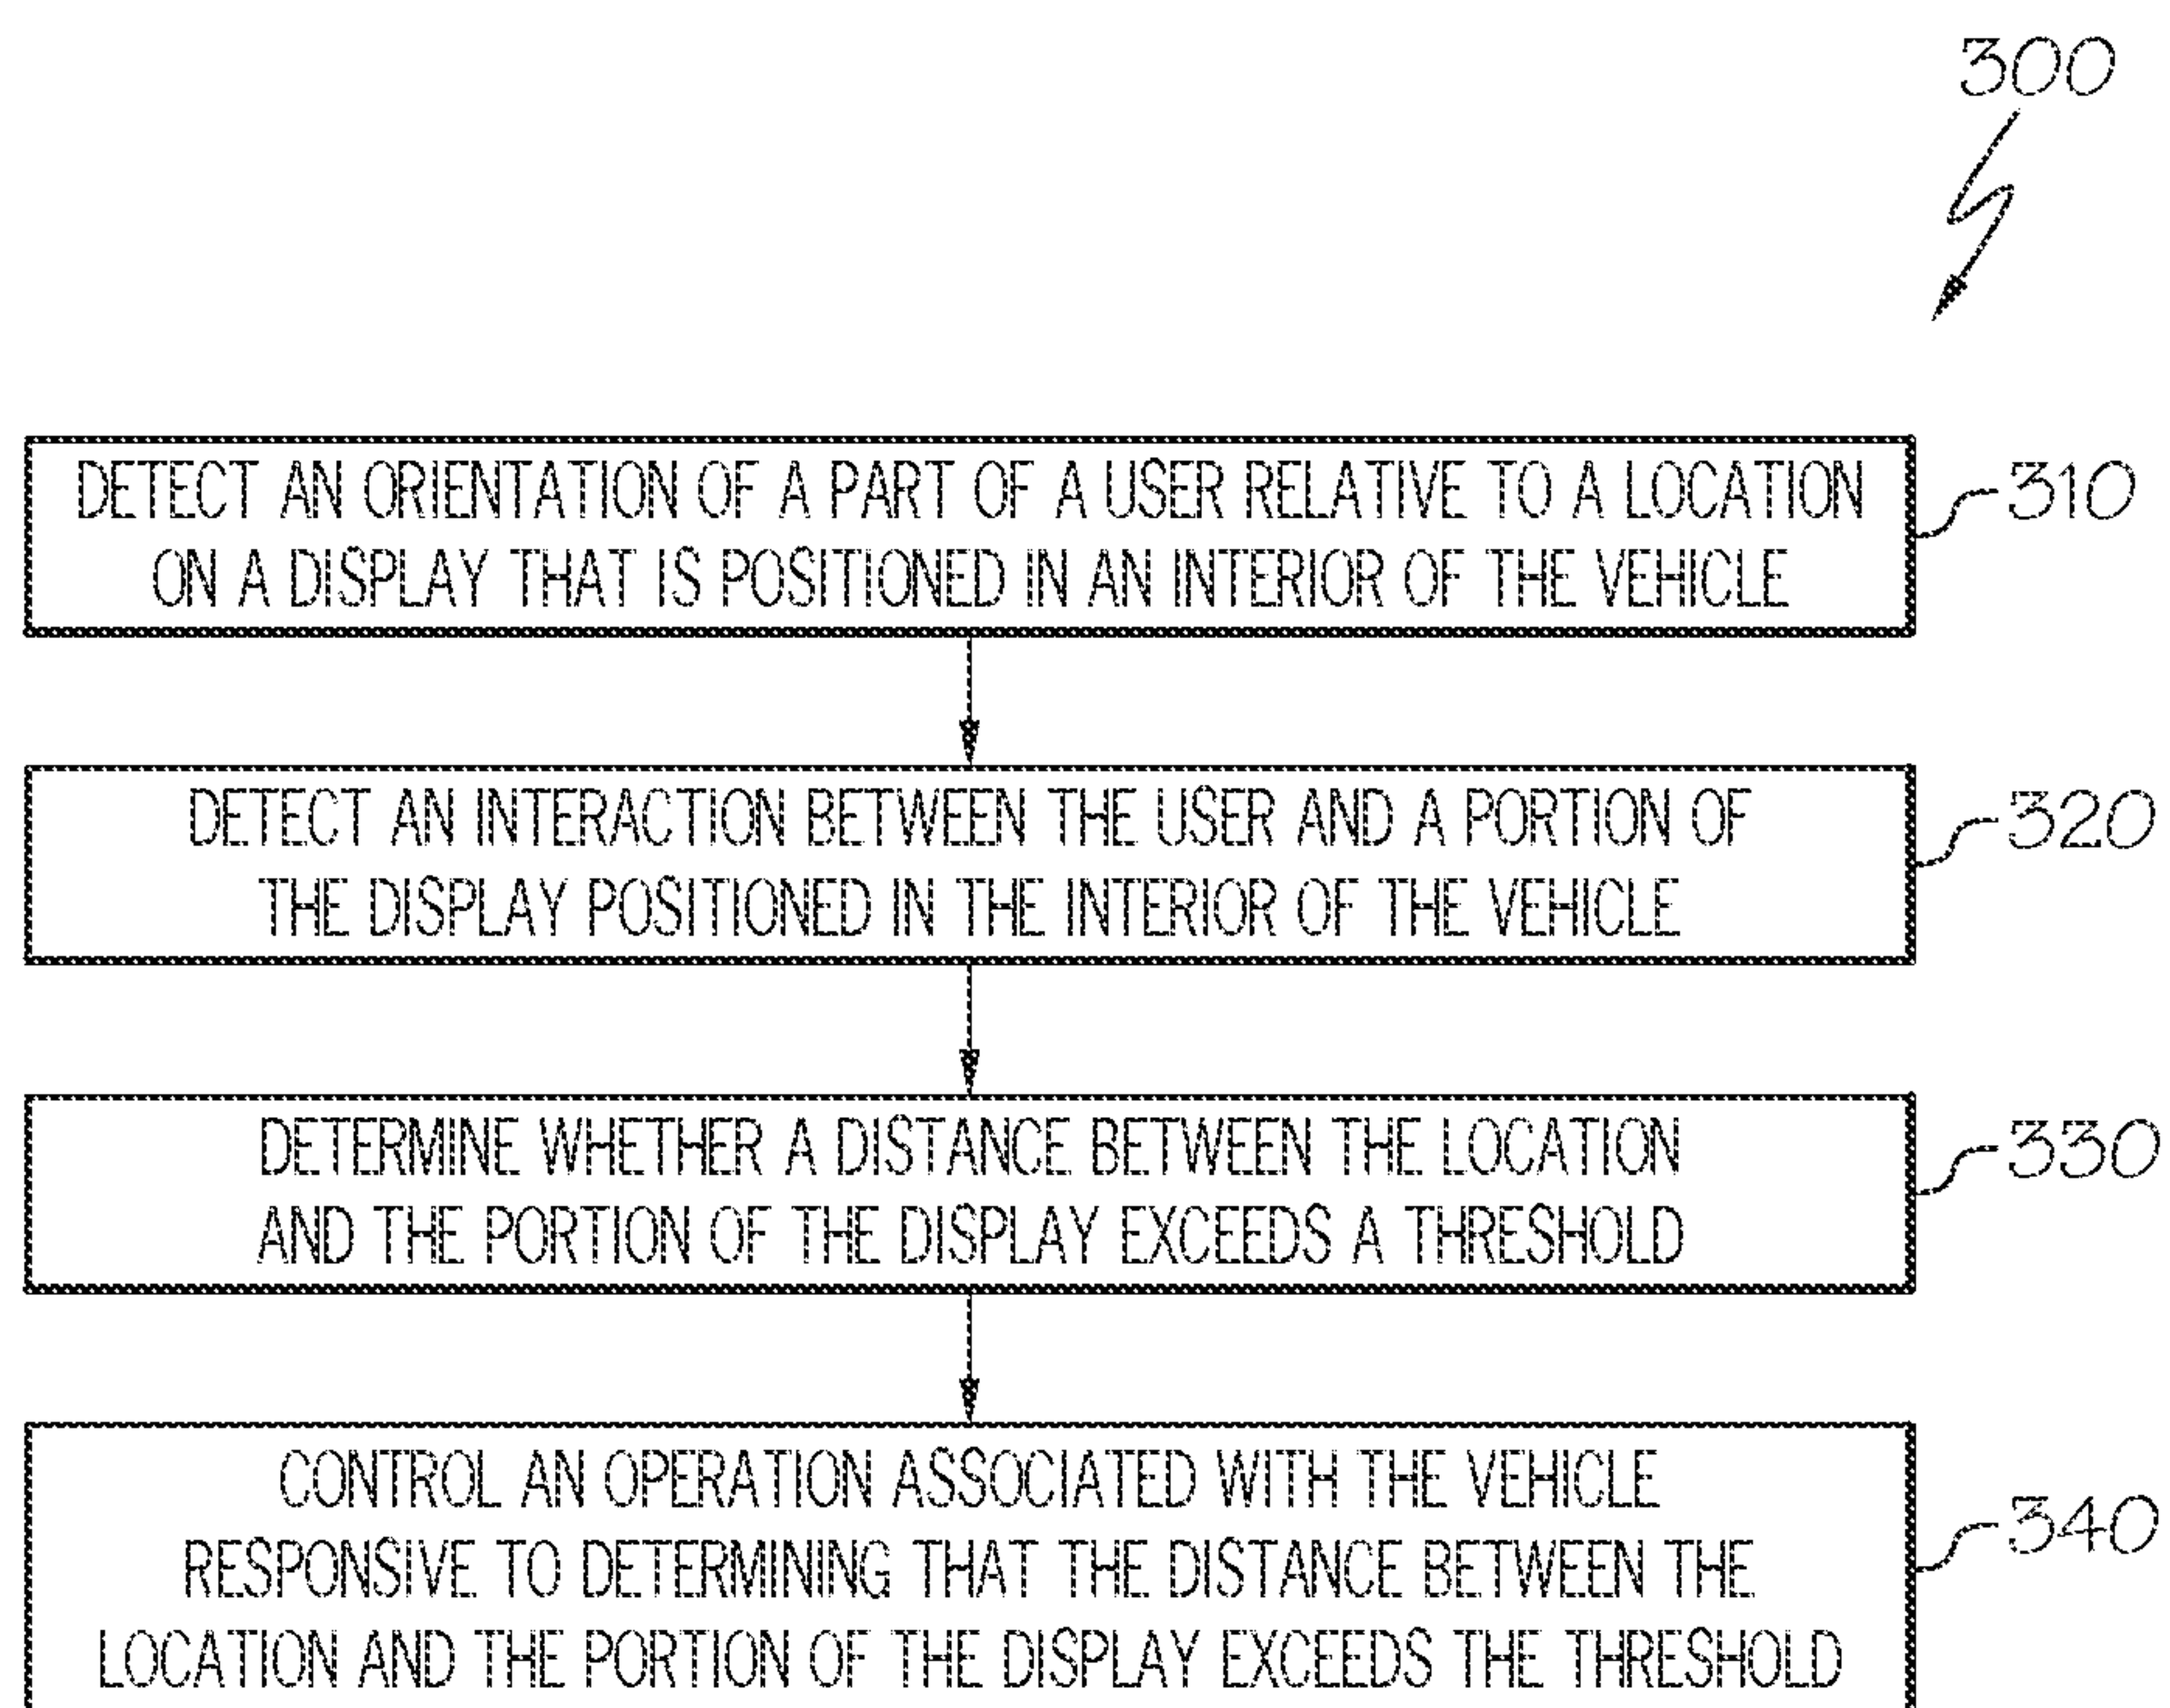 300
DETECT AN ORIENTATION OF A PART OF A USER RELATIVE TO A LOCATION
ON A DISPLAY THAT IS POSITIONED IN AN INTERIOR OF THE VEHICLE
310
DETECT AN INTERACTION BETWEEN THE USER AND A PORTION OF
THE DISPLAY POSITIONED IN THE INTERIOR OF THE VEHICLE
320
DETERMINE WHETHER A DISTANCE BETWEEN THE LOCATION
AND THE PORTION OF THE DISPLAY EXCEEDS A THRESHOLD
330
CONTROL AN OPERATION ASSOCIATED WITH THE VEHICLE
RESPONSIVE TO DETERMINING THAT THE DISTANCE BETWEEN THE
LOCATION AND THE PORTION OF THE DISPLAY EXCEEDS THE THRESHOLD
340